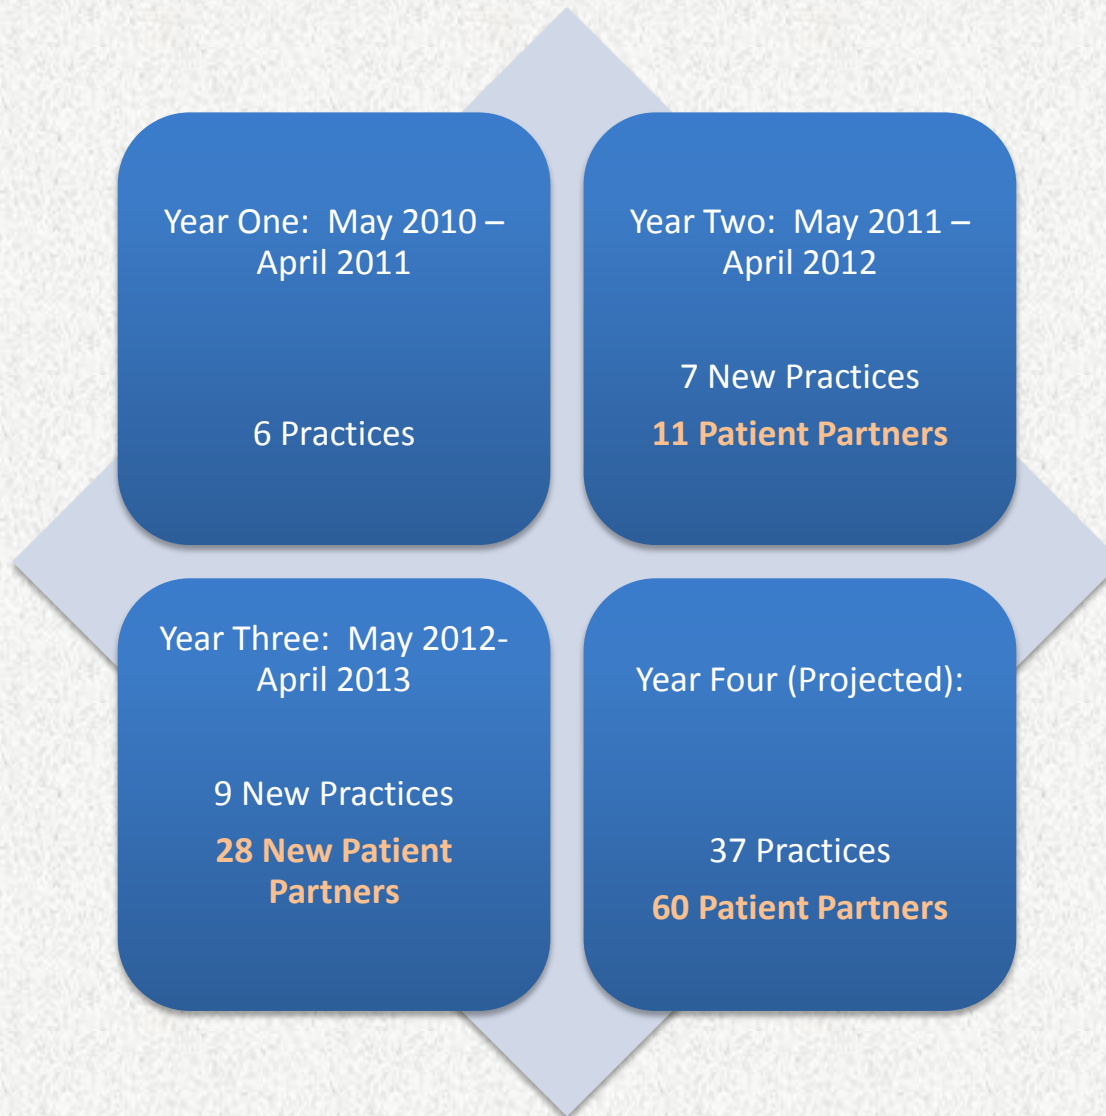 Year One:  May 2010 –
April 2011
6 Practices
Year Two:  May 2011 –
April 2012
7 New Practices
11 Patient Partners
Year Three:  May 2012-
April 2013
9 New Practices
28 New Patient
Partners
Year Four (Projected):
37 Practices
60 Patient Partners